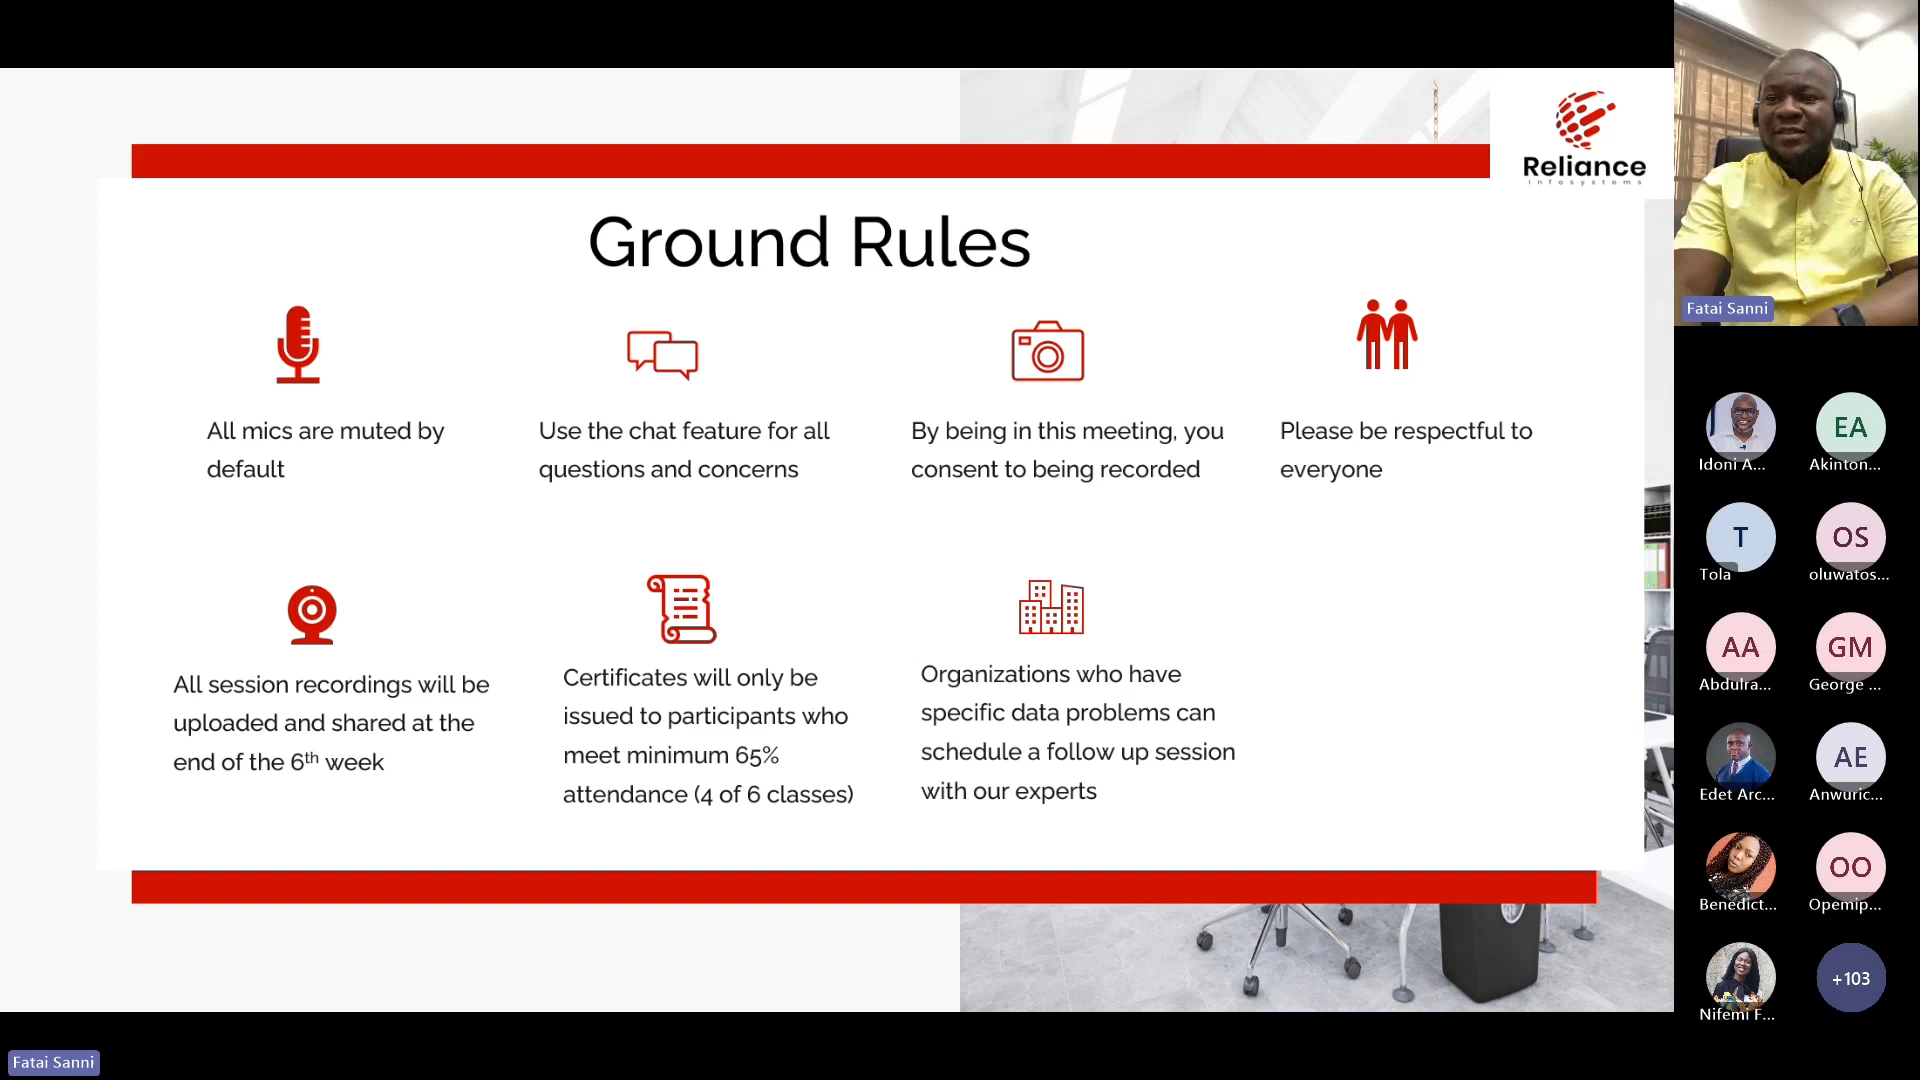 Reliance
infosystems
Ground Rules
All mics are muted by
default
Use the chat feature for all
questions and concerns
By being in this meeting, you
consent to being recorded
Please be respectful to
everyone
All session recordings will be
uploaded and shared at the
end of the 6th week
Certificates will only be
issued to participants who
meet minimum 65%
attendance (4 of 6 classes)
Organizations who have
specific data problems can
schedule a follow up session
with our experts
Fatai Sanni
Idoni A...
EA
Akinton...
T
Tola
OS
oluwatos...
AA
Abdulra...
GM
George ...
Edet Arc...
AE
Anwuric...
Benedict...
OO
Opemip...
Nifemi F...
+103
Fatai Sanni